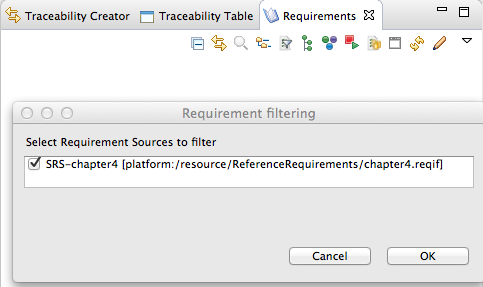 Traceability Creator Traceability Table Requirements
Requirement filtering
Select Requirement Sources to filter
SRS-chapter4 [platform:/resource/ReferenceRequirements/chapter4.reqif]
Cancel OK